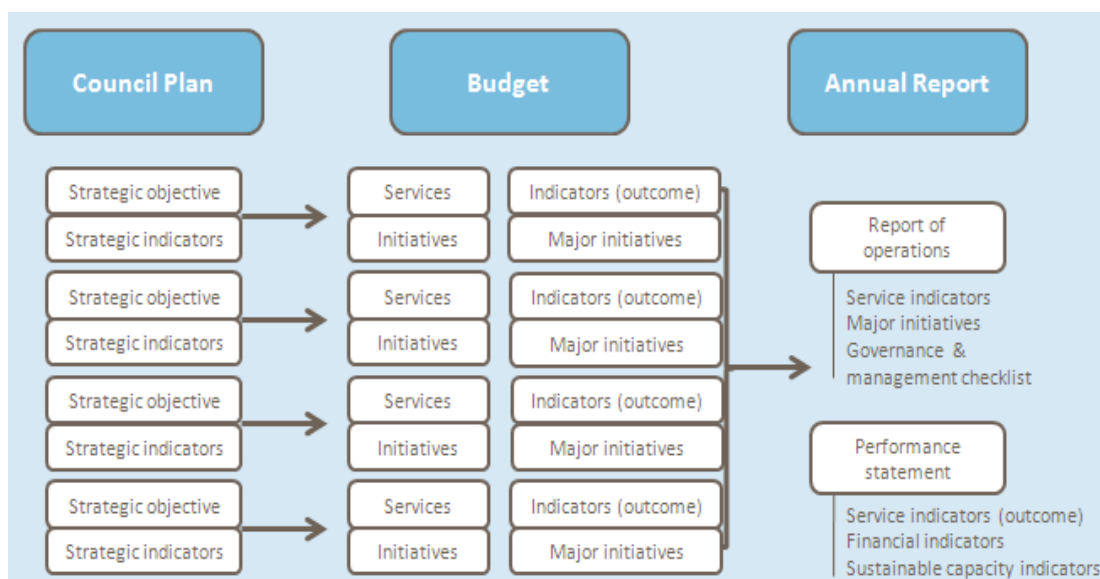 Council Plan
Budget
Annual Report
Strategic objective
Strategic indicators
Services
Initiatives
Indicators (outcome)
Major initiatives
Strategic objective
Strategic indicators
Services
Initiatives
Indicators (outcome)
Major initiatives
Strategic objective
Strategic indicators
Services
Initiatives
Indicators (outcome)
Major initiatives
Strategic objective
Strategic indicators
Services
Initiatives
Indicators (outcome)
Major initiatives
Report of
operations
Service indicators
Major initiatives
Governance &
management checklist
Performance
statement
Service indicators (outcome)
Financial indicators
Sustainable capacity indicators